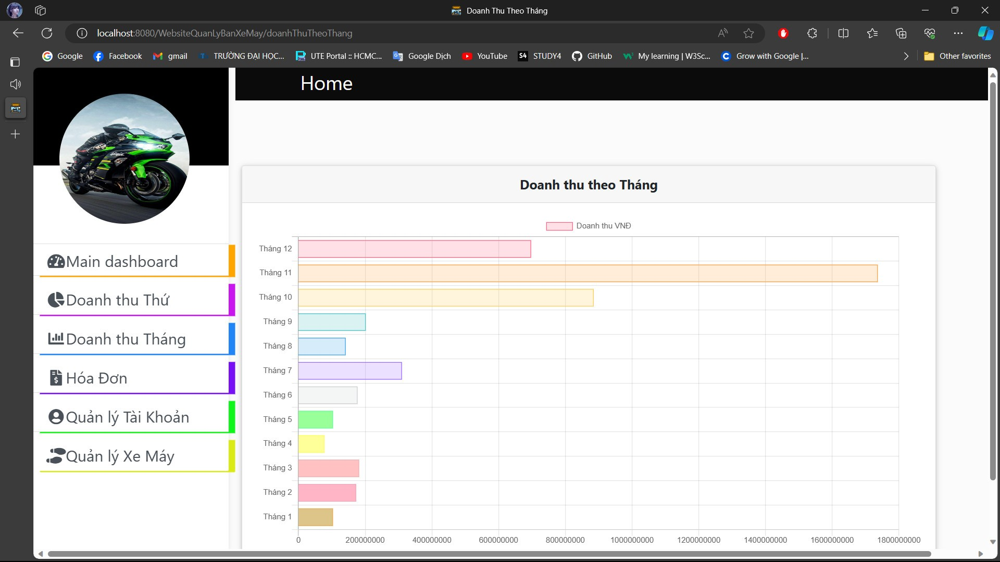 Doanh Thu Theo Tháng
localhost:8080/WebsiteQuanLyBanXeMay/doanhThuTheoThang
Google Facebook gmail TRƯỜNG ĐẠI HỌC... UTE Portal :: HCMC... Google Dịch YouTube STUDY4 GitHub My learning | W3Sc... Grow with Google |... Other favorites
Home
Main dashboard
Doanh thu Thứ
Doanh thu Tháng
Hóa Đơn
Quản lý Tài Khoản
Quản lý Xe Máy
Doanh thu theo Tháng
Doanh thu VNĐ
Tháng 12
Tháng 11
Tháng 10
Tháng 9
Tháng 8
Tháng 7
Tháng 6
Tháng 5
Tháng 4
Tháng 3
Tháng 2
Tháng 1
0 200000000 400000000 600000000 800000000 1000000000 1200000000 1400000000 1600000000 1800000000